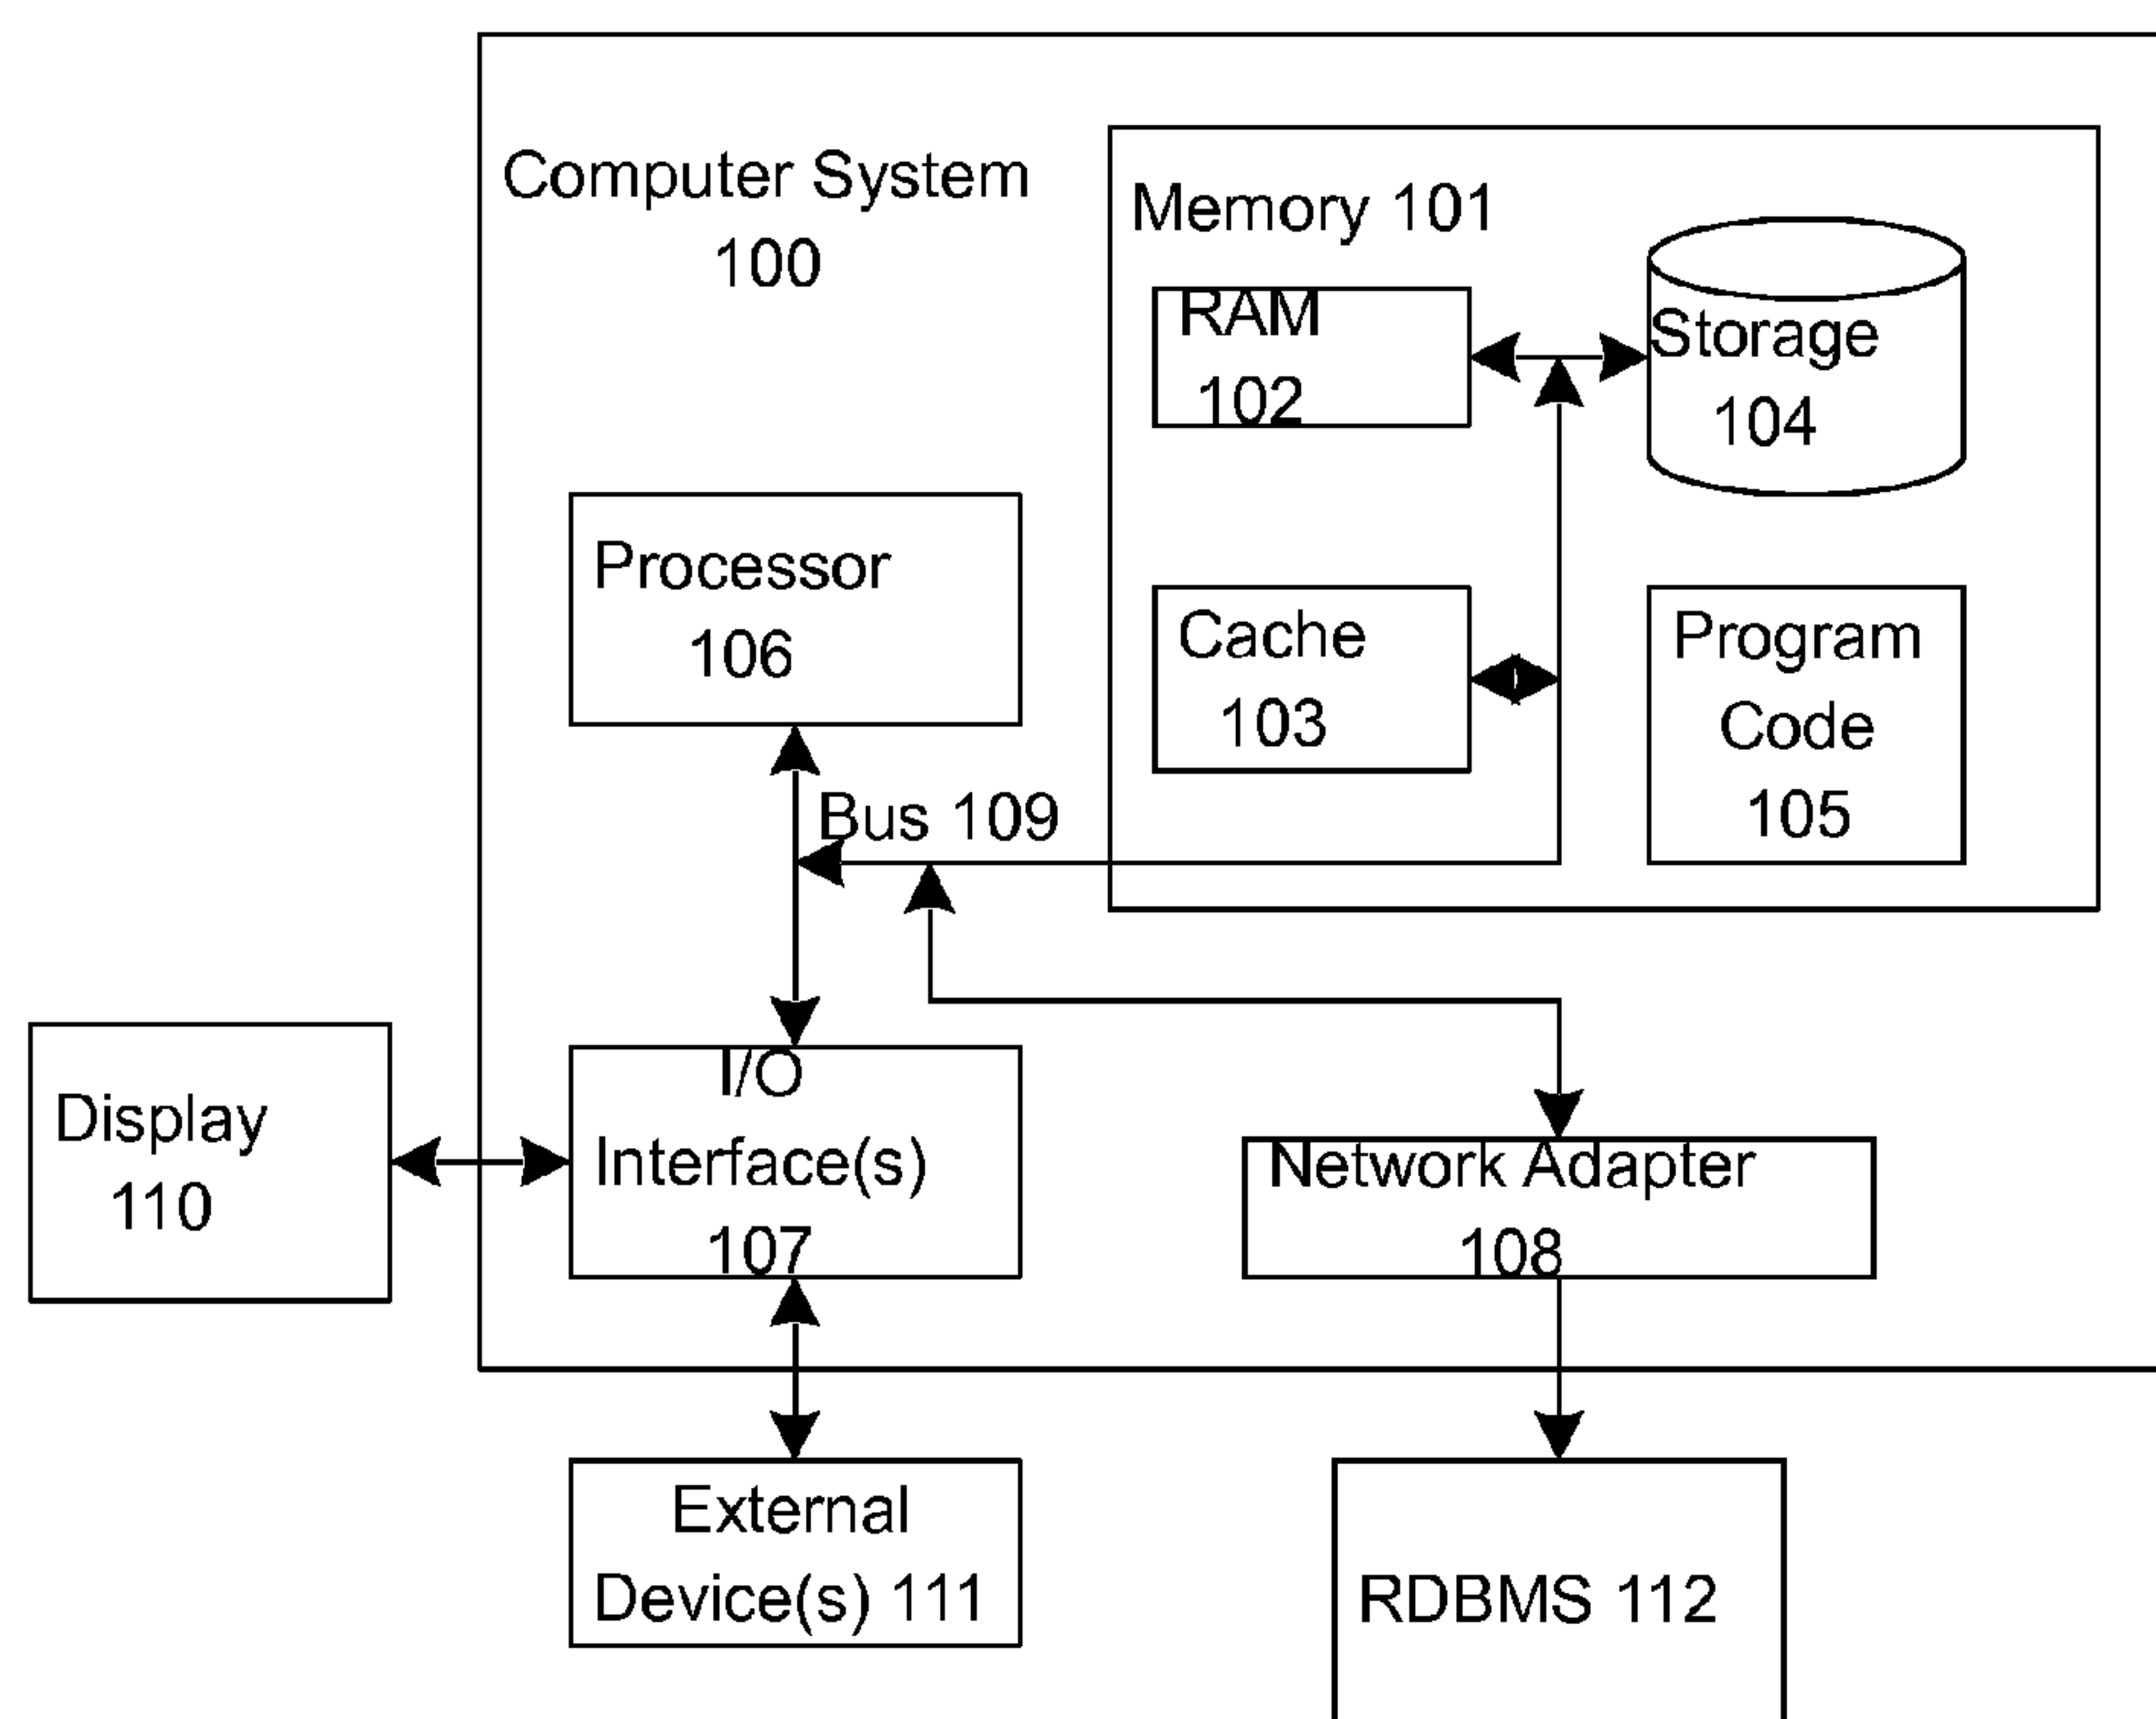 Computer System
100
Memory 101
RAM
102
Storage
104
Processor
106
Cache
103
Program
Code
105
Bus 109
Display
110
I/O
Interface(s)
107
Network Adapter
108
External
Device(s) 111
RDBMS 112